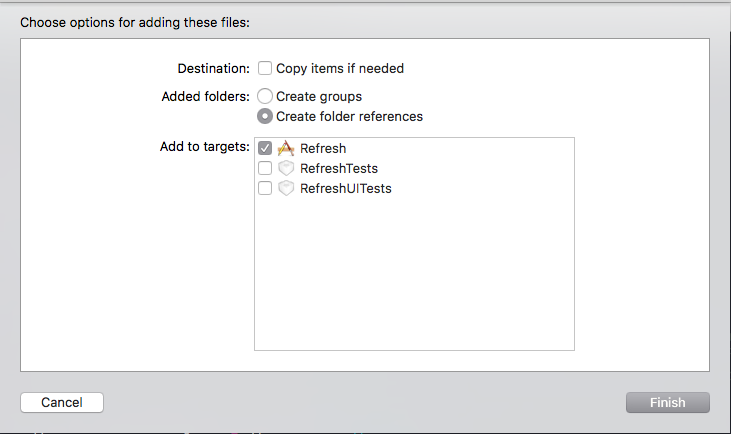 Choose options for adding these files:
Destination: Copy items if needed
Added folders: Create groups
Create folder references
Add to targets: Refresh
RefreshTests
RefreshUITests
Cancel Finish